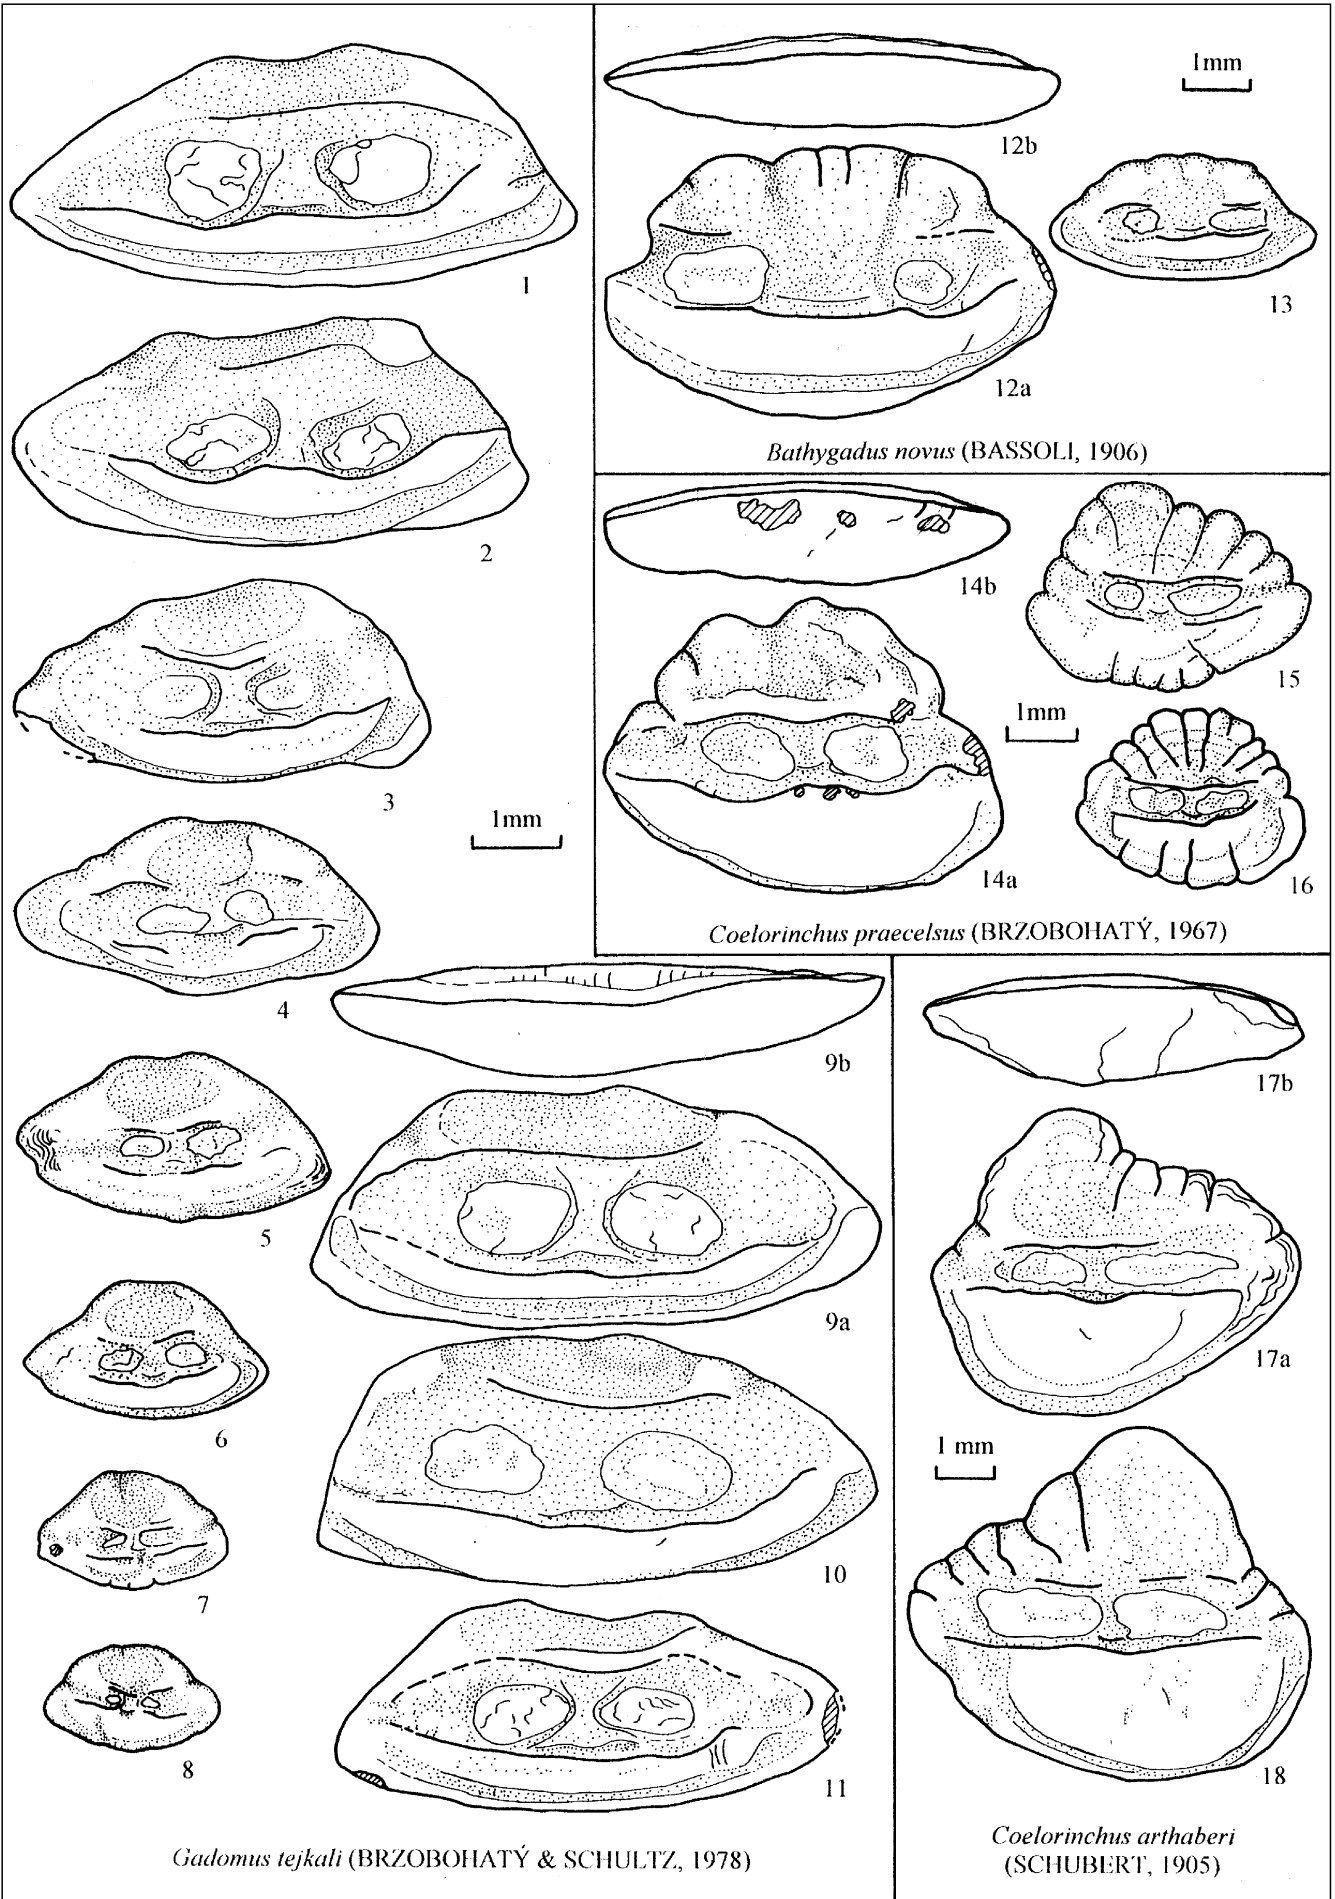 1
2
3
1mm
4
5
6
7
8
9b
9a
10
11
Gadomus tejkali (BRZOBOHATÝ & SCHULTZ, 1978)
1mm
12b
13
12a
Bathygadus novus (BASSOLI, 1906)
14b
15
1mm
14a
16
Coelorinchus praecelsus (BRZOBOHATÝ, 1967)
17b
17a
1 mm
18
Coelorinchus arthaberi
(SCHUBERT, 1905)